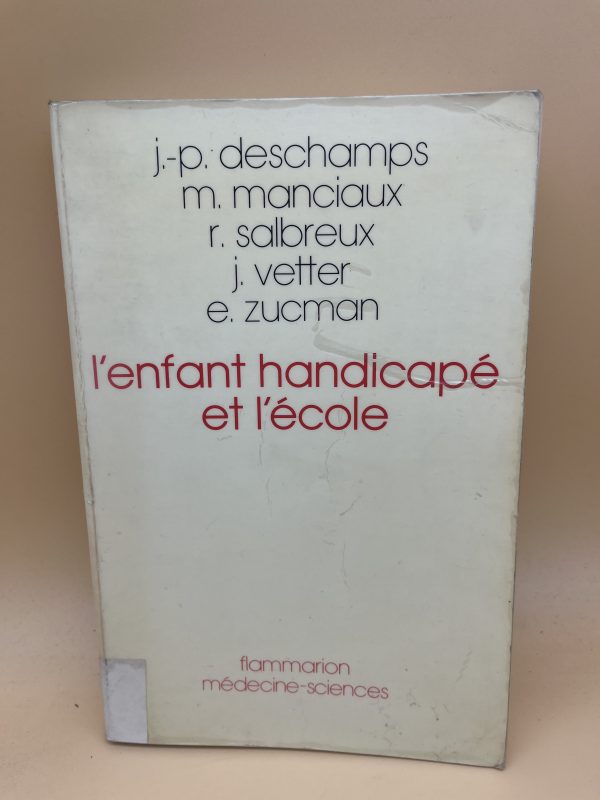 j.-p. deschamps
m. manciaux
r. salbreux
j. vetter
e. zucman
l'enfant handicapé
et l'école
flammarion
médecine-sciences